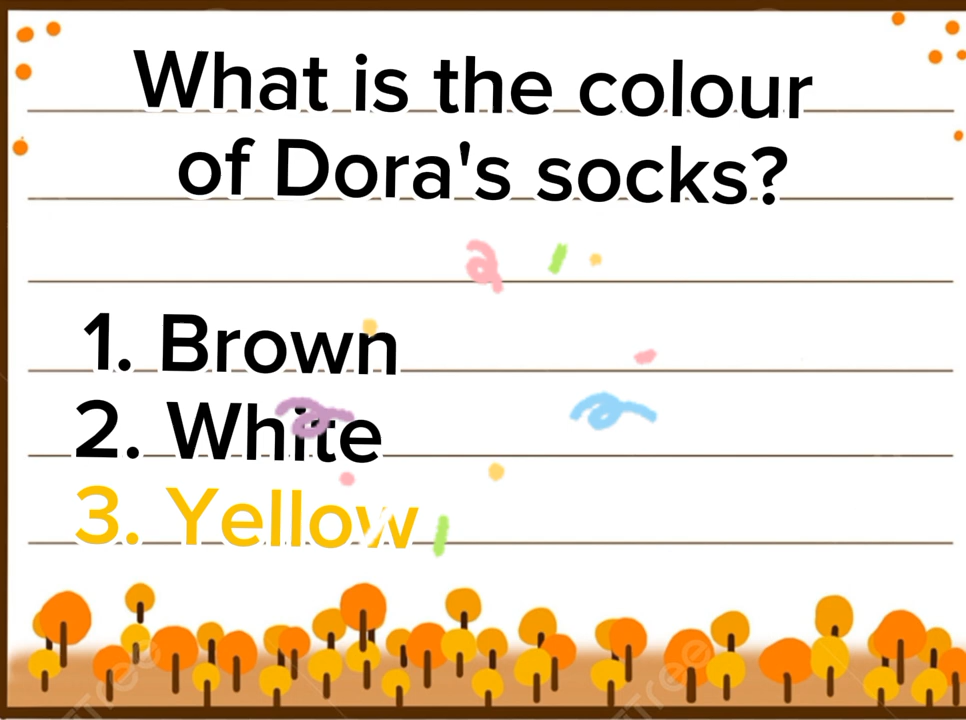 What is the colour
of Dora's socks?
1. Brown
2. White
3. Yellow